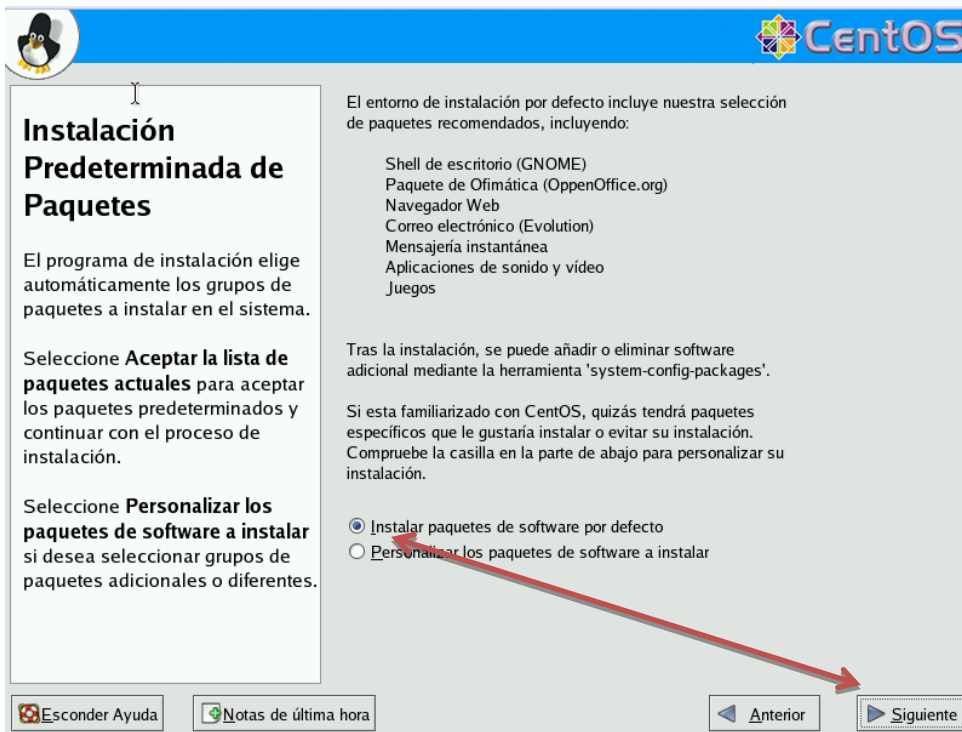 CentOS
Instalación
Predeterminada de
Paquetes
El programa de instalación elige
automáticamente los grupos de
paquetes a instalar en el sistema.
Seleccione Aceptar la lista de
paquetes actuales para aceptar
los paquetes predeterminados y
continuar con el proceso de
instalación.
Seleccione Personalizar los
paquetes de software a instalar
si desea seleccionar grupos de
paquetes adicionales o diferentes.
El entorno de instalación por defecto incluye nuestra selección
de paquetes recomendados, incluyendo:
Shell de escritorio (GNOME)
Paquete de Ofimática (OppenOffice.org)
Navegador Web
Correo electrónico (Evolution)
Mensajería instantánea
Aplicaciones de sonido y vídeo
Juegos
Tras la instalación, se puede añadir o eliminar software
adicional mediante la herramienta 'system-config-packages'.
Si esta familiarizado con CentOS, quizás tendrá paquetes
específicos que le gustaría instalar o evitar su instalación.
Compruebe la casilla en la parte de abajo para personalizar su
instalación.
Instalar paquetes de software por defecto
Personalizar los paquetes de software a instalar
Esconder Ayuda
Notas de última hora
Anterior
Siguiente